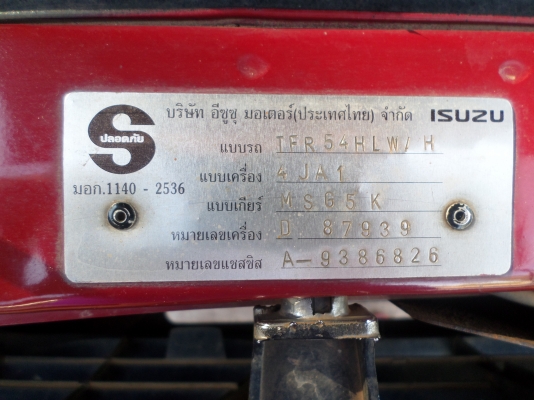 บริษัท อีซูซุ มอเตอร์(ประเทศไทย) จำกัด ISUZU
ปลอดภัย
แบบรถ TFR54HLW/H
แบบเครื่อง 4JA1
มอก.1140 - 2536
แบบเกียร์ MSG5K
หมายเลขเครื่อง D 87939
หมายเลขแชสซิส A-9386826